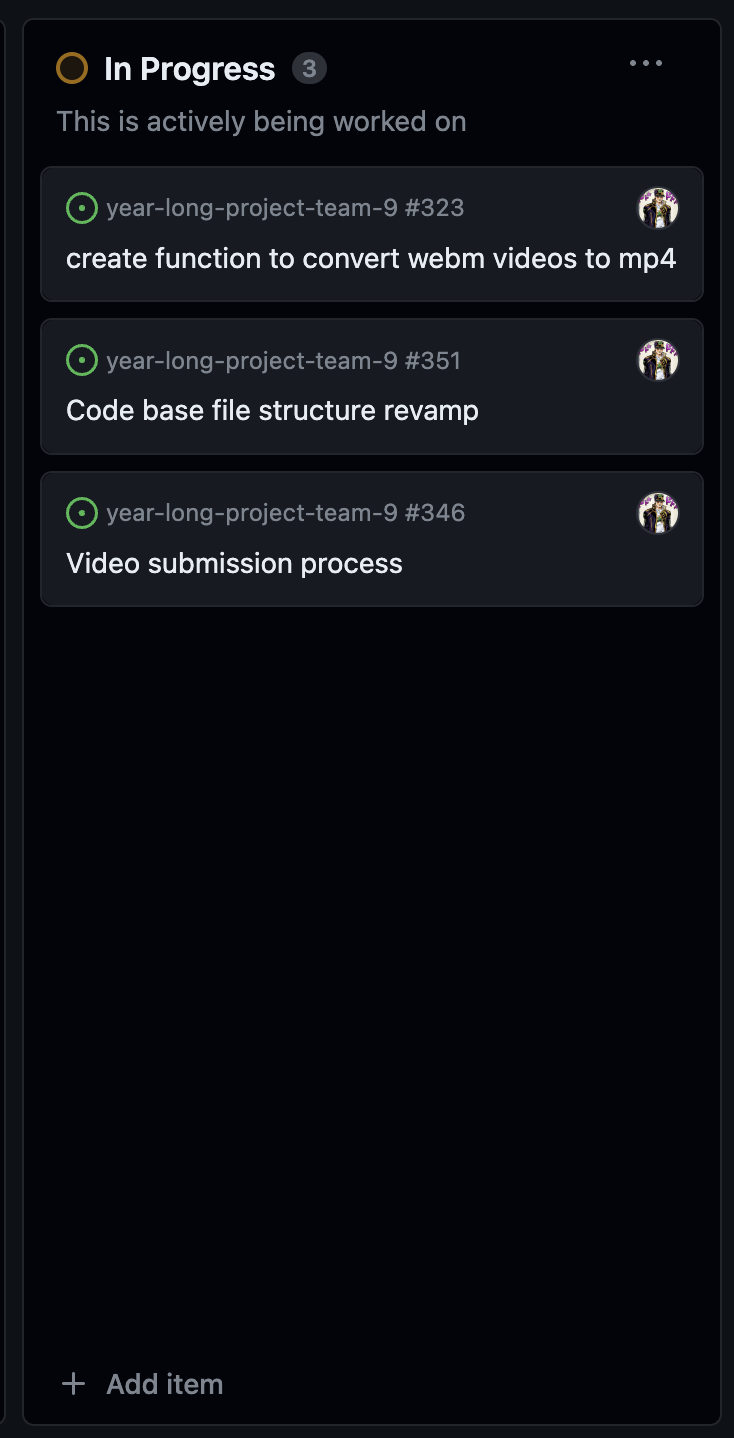 In Progress 3
This is actively being worked on
year-long-project-team-9 #323
create function to convert webm videos to mp4
year-long-project-team-9 #351
Code base file structure revamp
year-long-project-team-9 #346
Video submission process
Add item